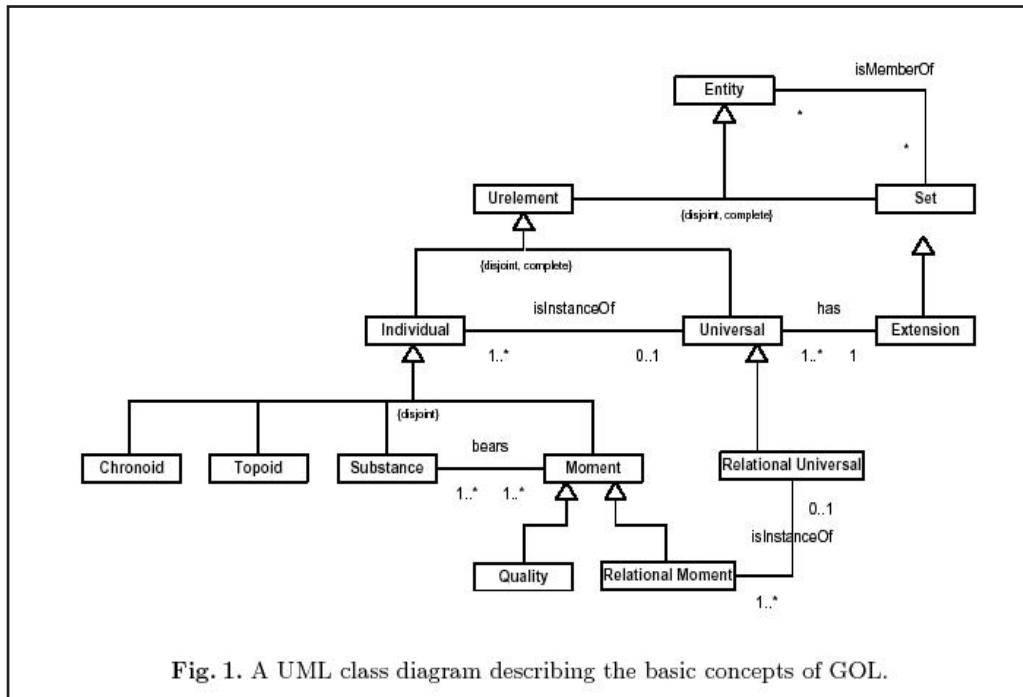 isMemberOf
Entity
*
*
Urelement
Set
{disjoint, complete}
{disjoint, complete}
isInstanceOf
has
Individual
Universal
Extension
1..*
0..1
1..*
1
{disjoint}
bears
Chronoid
Topoid
Substance
Moment
Relational Universal
1..*
1..*
0..1
isInstanceOf
Quality
Relational Moment
1..*
Fig. 1. A UML class diagram describing the basic concepts of GOL.